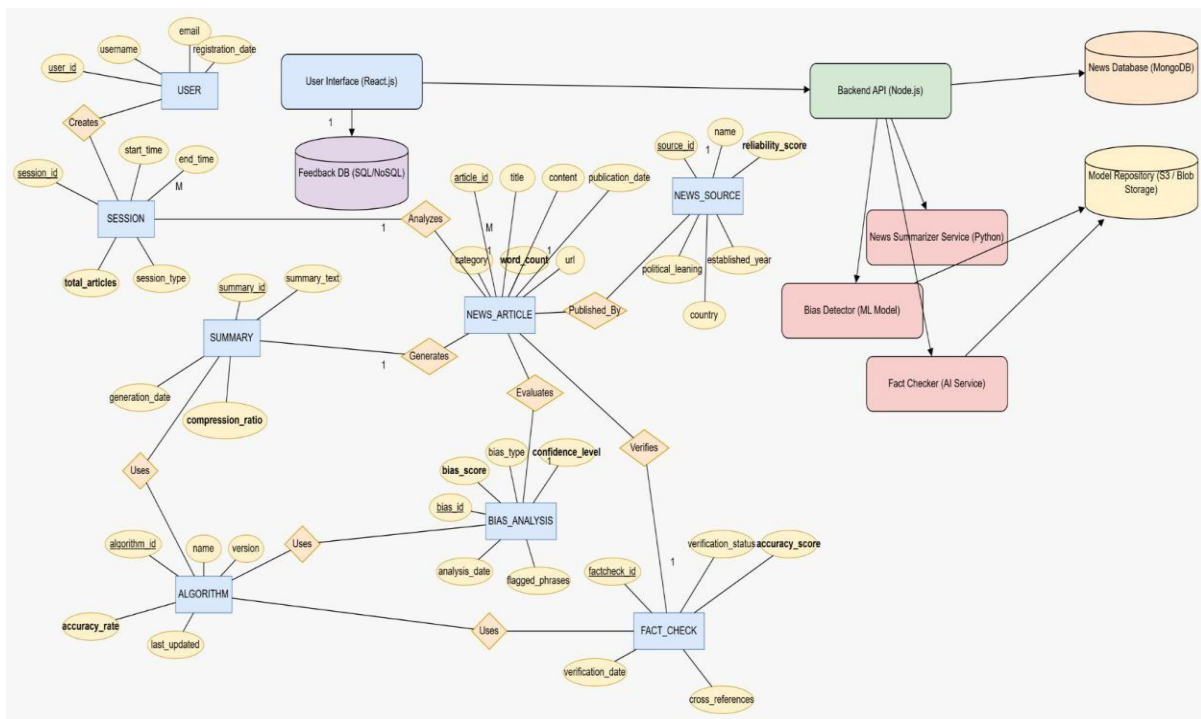 email
username
registration_date
user_id
USER
Creates
start_time
end_time
session_id
M
SESSION
total_articles
session_type
User Interface (React.js)
1
Feedback DB (SQL/NoSQL)
Backend API (Node.js)
News Database (MongoDB)
Model Repository (S3 / Blob
Storage)
News Summarizer Service (Python)
Bias Detector (ML Model)
Fact Checker (AI Service)
1
Analyzes
article_id
title
content
publication_date
M
1
1
category
word_count
url
NEWS_ARTICLE
source_id
name
1
reliability_score
NEWS_SOURCE
political_leaning
established_year
country
Published_By
summary_id
summary_text
SUMMARY
1
Generates
generation_date
compression_ratio
Evaluates
Verifies
Uses
bias_type
confidence_level
1
bias_score
bias_id
BIAS_ANALYSIS
analysis_date
flagged_phrases
Uses
algorithm_id
name
version
ALGORITHM
accuracy_rate
last_updated
Uses
1
verification_status
accuracy_score
factcheck_id
FACT_CHECK
verification_date
cross_references